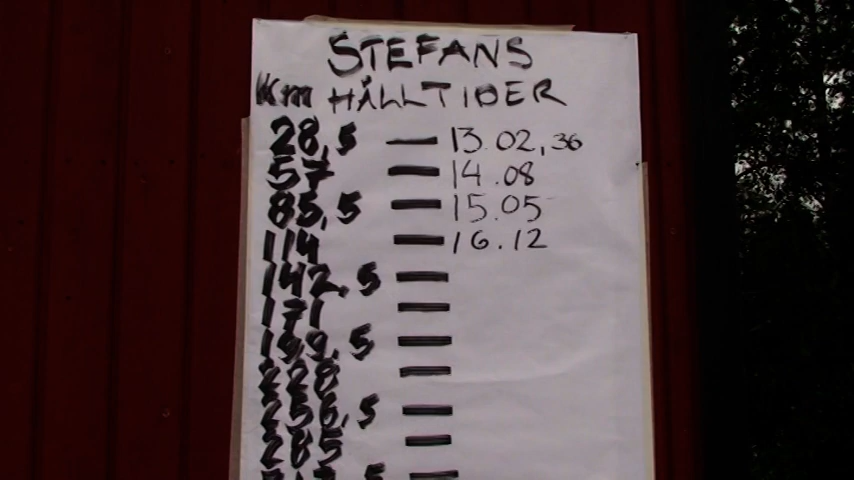 STEFANS
Km HÅLLTIDER
28,5 — 13.02,36
57 — 14.08
85,5 — 15.05
114 — 16.12
142,5 —
171 —
199,5 —
228 —
256,5 —
285 —